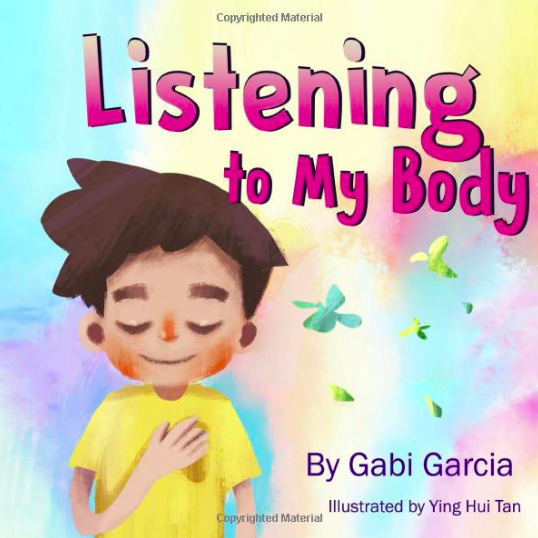 Copyrighted Material
Listening
to My Body
By Gabi Garcia
Illustrated by Ying Hui Tan
Copyrighted Material